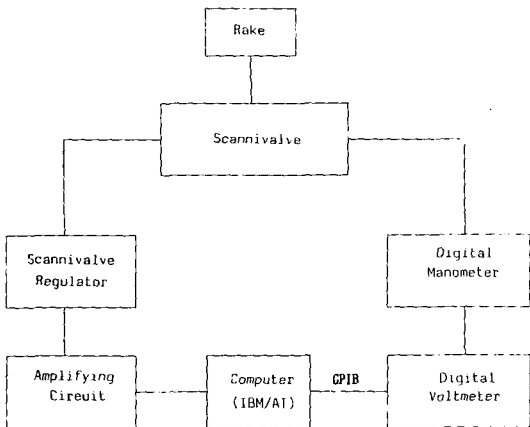 Rake
Scannivalve
Scannivalve
Regulator
Digital
Manometer
Amplifying
Circuit
Computer
(IBM/AT)
GPIB
Digital
Voltmeter